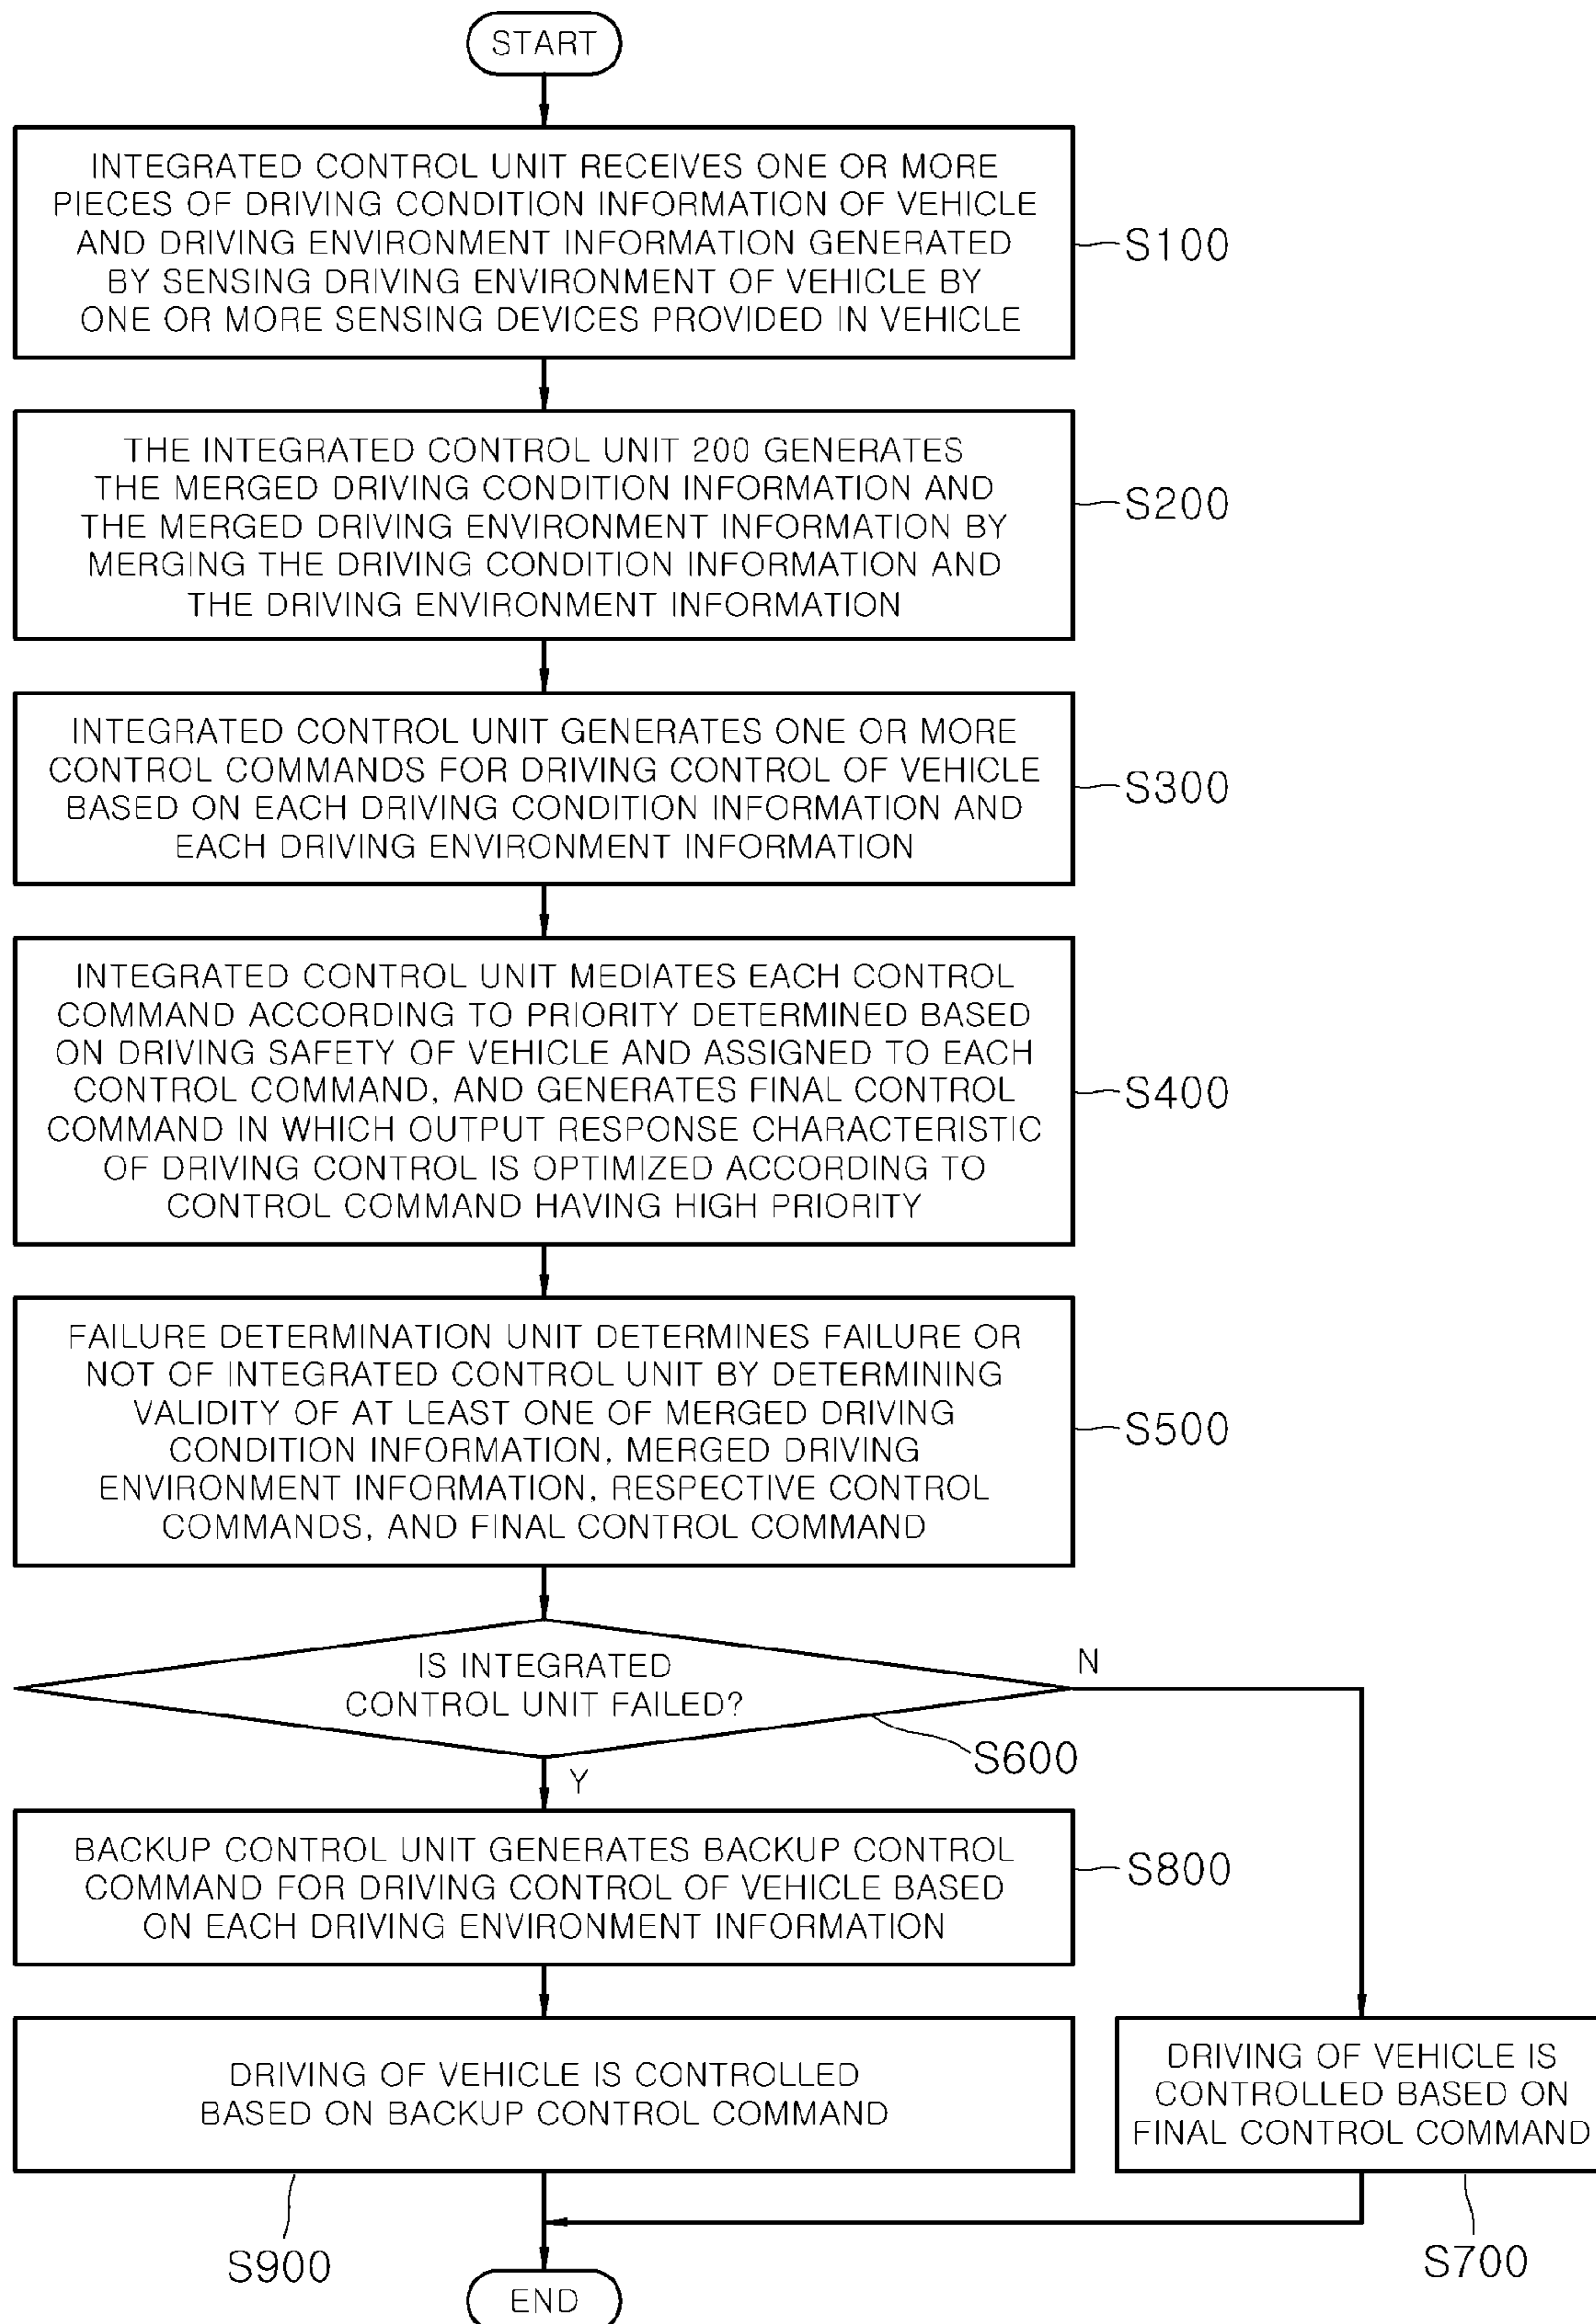 START
INTEGRATED CONTROL UNIT RECEIVES ONE OR MORE
PIECES OF DRIVING CONDITION INFORMATION OF VEHICLE
AND DRIVING ENVIRONMENT INFORMATION GENERATED
BY SENSING DRIVING ENVIRONMENT OF VEHICLE BY
ONE OR MORE SENSING DEVICES PROVIDED IN VEHICLE
S100
THE INTEGRATED CONTROL UNIT 200 GENERATES
THE MERGED DRIVING CONDITION INFORMATION AND
THE MERGED DRIVING ENVIRONMENT INFORMATION BY
MERGING THE DRIVING CONDITION INFORMATION AND
THE DRIVING ENVIRONMENT INFORMATION
S200
INTEGRATED CONTROL UNIT GENERATES ONE OR MORE
CONTROL COMMANDS FOR DRIVING CONTROL OF VEHICLE
BASED ON EACH DRIVING CONDITION INFORMATION AND
EACH DRIVING ENVIRONMENT INFORMATION
S300
INTEGRATED CONTROL UNIT MEDIATES EACH CONTROL
COMMAND ACCORDING TO PRIORITY DETERMINED BASED
ON DRIVING SAFETY OF VEHICLE AND ASSIGNED TO EACH
CONTROL COMMAND, AND GENERATES FINAL CONTROL
COMMAND IN WHICH OUTPUT RESPONSE CHARACTERISTIC
OF DRIVING CONTROL IS OPTIMIZED ACCORDING TO
CONTROL COMMAND HAVING HIGH PRIORITY
S400
FAILURE DETERMINATION UNIT DETERMINES FAILURE OR
NOT OF INTEGRATED CONTROL UNIT BY DETERMINING
VALIDITY OF AT LEAST ONE OF MERGED DRIVING
CONDITION INFORMATION, MERGED DRIVING
ENVIRONMENT INFORMATION, RESPECTIVE CONTROL
COMMANDS, AND FINAL CONTROL COMMAND
S500
IS INTEGRATED
CONTROL UNIT FAILED?
N
S600
Y
BACKUP CONTROL UNIT GENERATES BACKUP CONTROL
COMMAND FOR DRIVING CONTROL OF VEHICLE BASED
ON EACH DRIVING ENVIRONMENT INFORMATION
S800
DRIVING OF VEHICLE IS CONTROLLED
BASED ON BACKUP CONTROL COMMAND
S900
DRIVING OF VEHICLE IS
CONTROLLED BASED ON
FINAL CONTROL COMMAND
S700
END